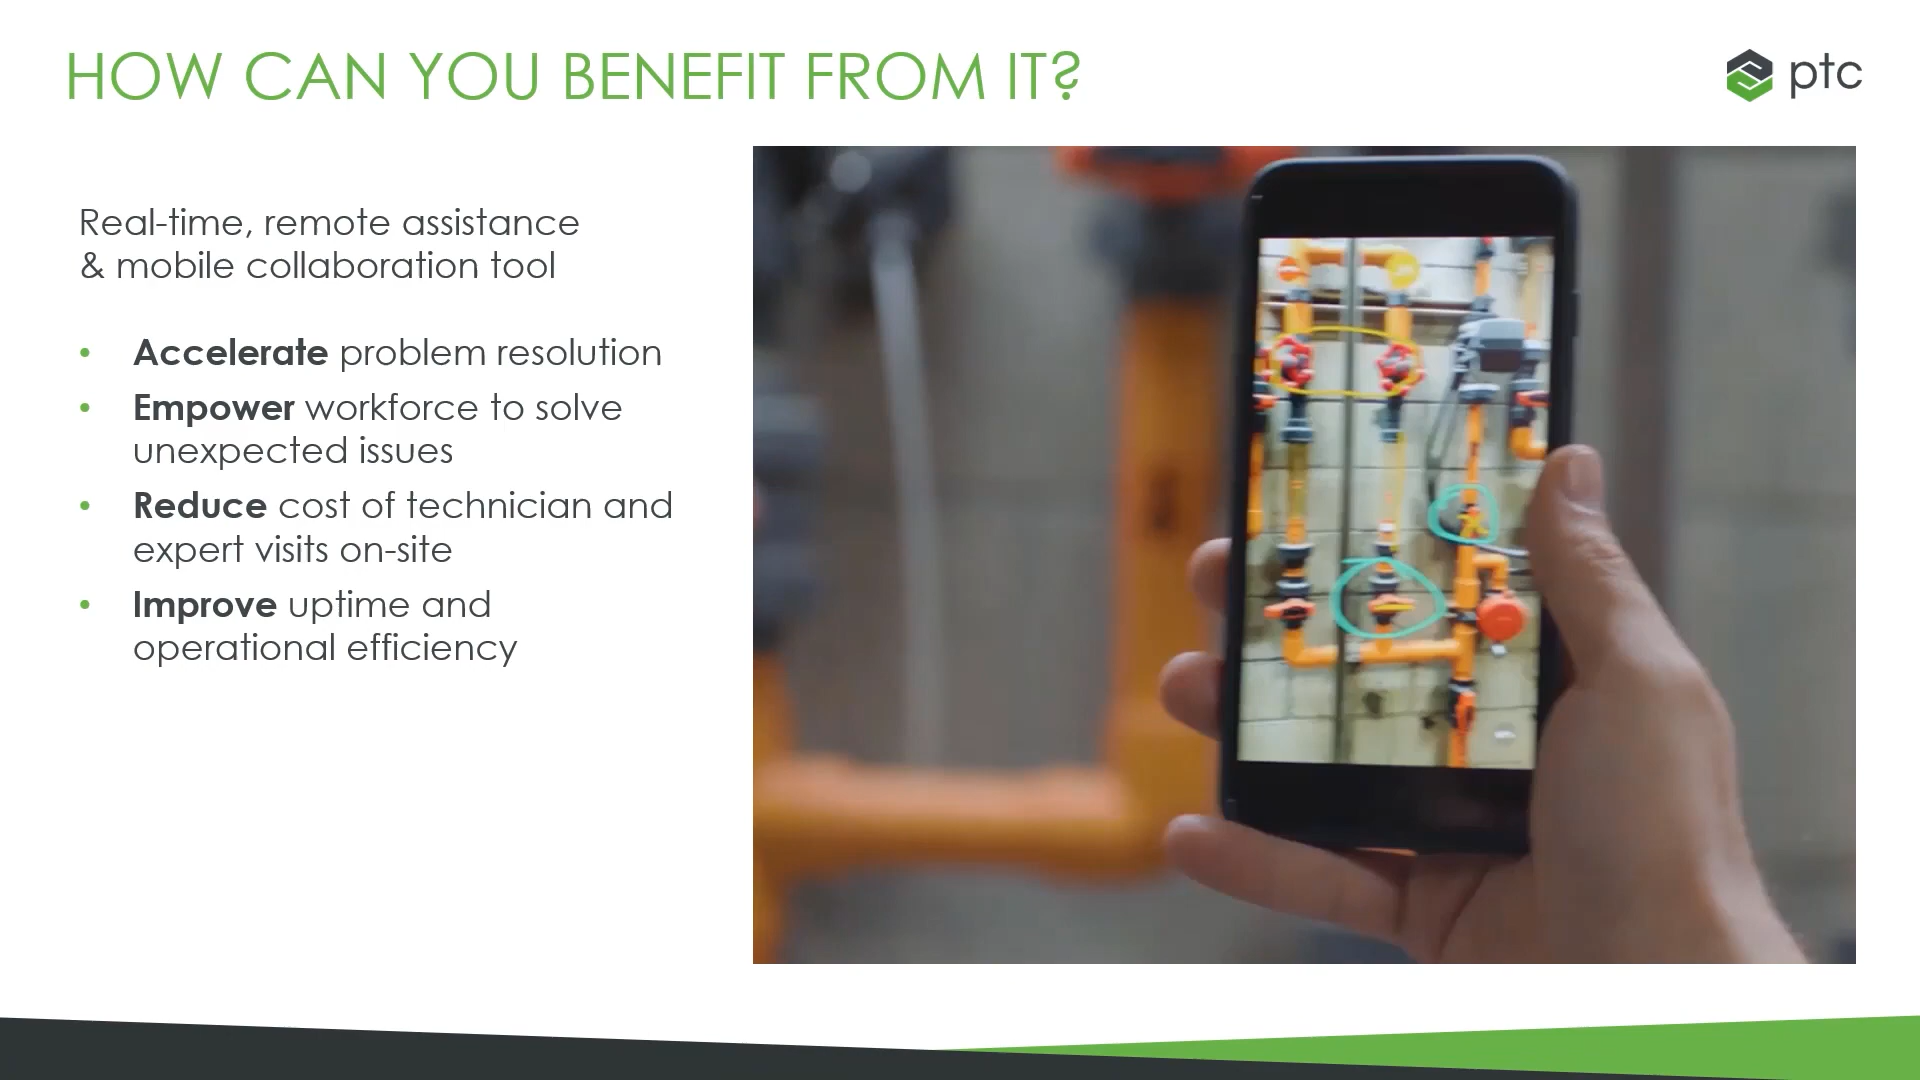 HOW CAN YOU BENEFIT FROM IT?
ptc
Real-time, remote assistance
& mobile collaboration tool
• Accelerate problem resolution
• Empower workforce to solve
unexpected issues
• Reduce cost of technician and
expert visits on-site
• Improve uptime and
operational efficiency